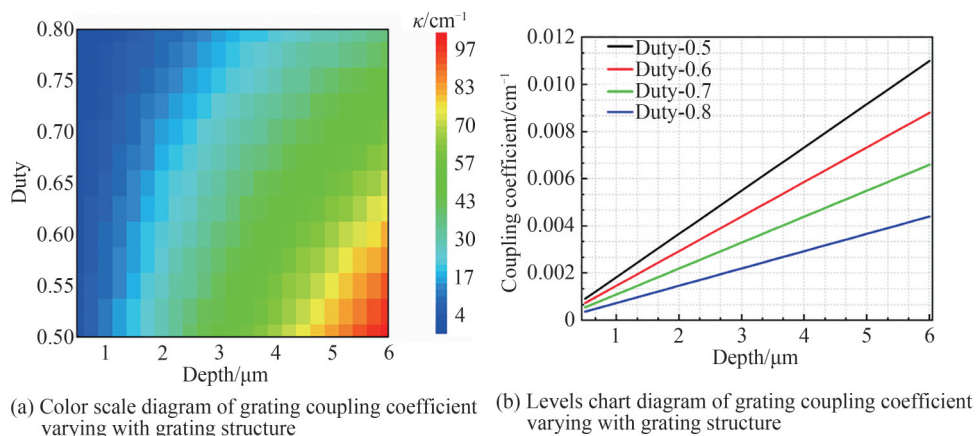 κ/cm⁻¹
0.80
0.75
0.70
0.65
0.60
0.55
0.50
Duty
1 2 3 4 5 6
Depth/μm
97
83
70
57
43
30
17
4
(a) Color scale diagram of grating coupling coefficient
varying with grating structure
0.012
0.010
0.008
0.006
0.004
0.002
0
Coupling coefficient/cm⁻¹
Duty-0.5
Duty-0.6
Duty-0.7
Duty-0.8
1 2 3 4 5 6
Depth/μm
(b) Levels chart diagram of grating coupling coefficient
varying with grating structure